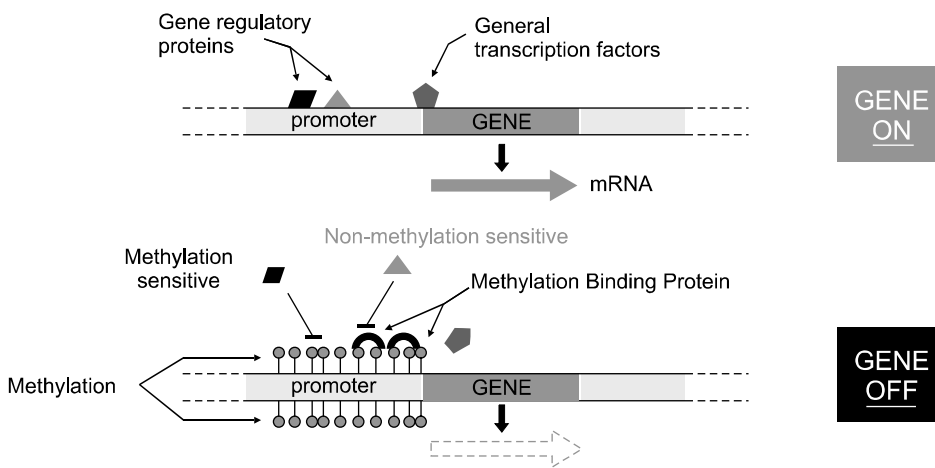 Gene regulatory
proteins
General
transcription factors
promoter
GENE
mRNA
GENE
ON
Non-methylation sensitive
Methylation
sensitive
Methylation Binding Protein
Methylation
promoter
GENE
GENE
OFF